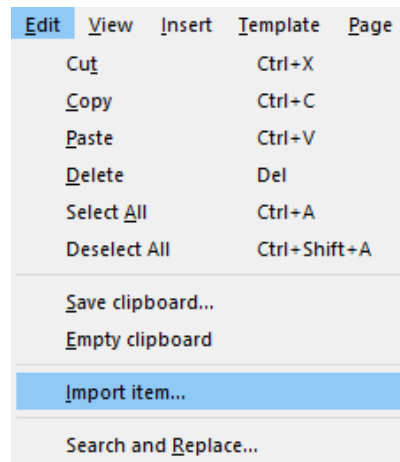 Edit View Insert Template Page
Cut Ctrl+X
Copy Ctrl+C
Paste Ctrl+V
Delete Del
Select All Ctrl+A
Deselect All Ctrl+Shift+A
Save clipboard...
Empty clipboard
Import item...
Search and Replace...